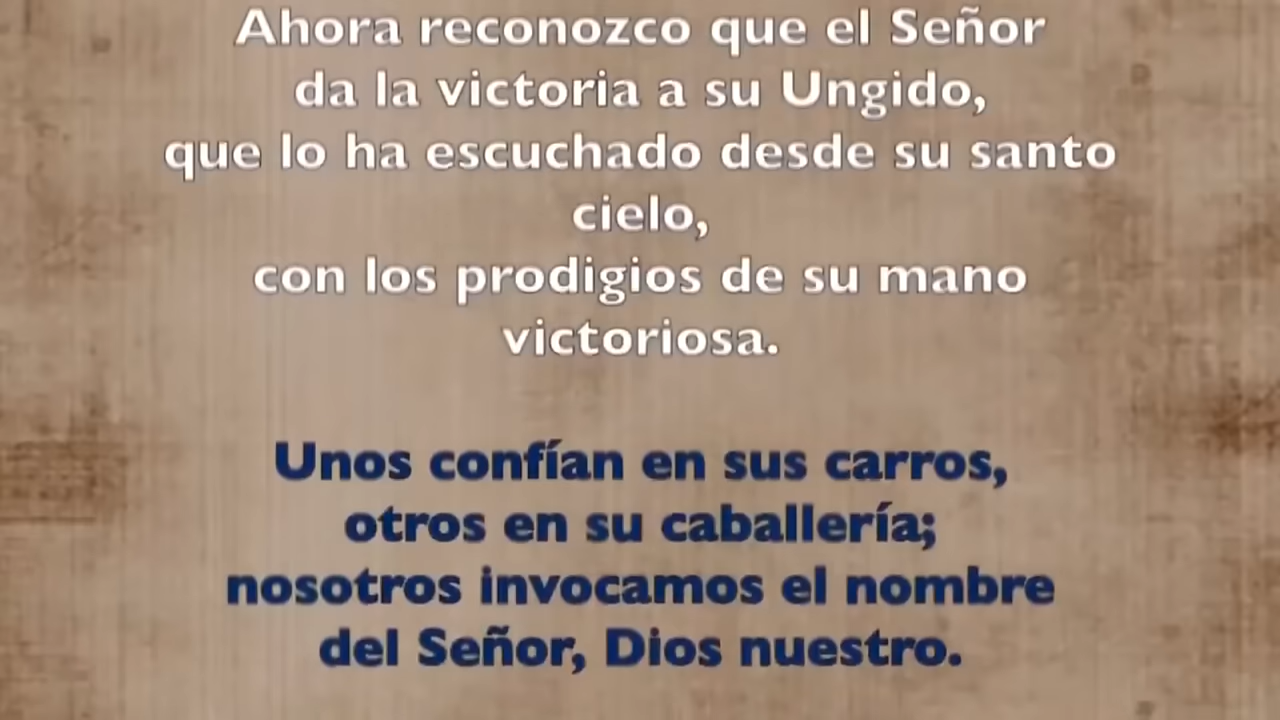 Ahora reconozco que el Señor
da la victoria a su Ungido,
que lo ha escuchado desde su santo
cielo,
con los prodigios de su mano
victoriosa.
Unos confían en sus carros,
otros en su caballería;
nosotros invocamos el nombre
del Señor, Dios nuestro.